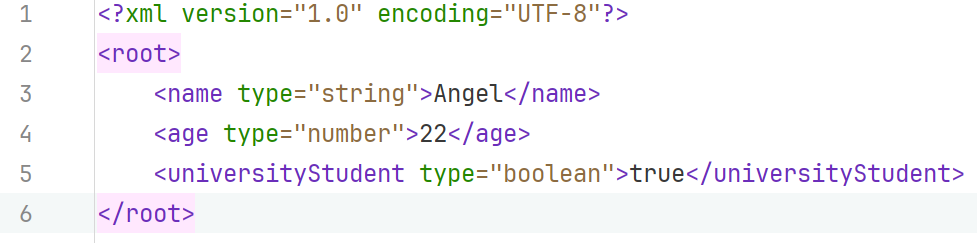 1 <?xml version="1.0" encoding="UTF-8"?>
2 <root>
3     <name type="string">Angel</name>
4     <age type="number">22</age>
5     <universityStudent type="boolean">true</universityStudent>
6 </root>